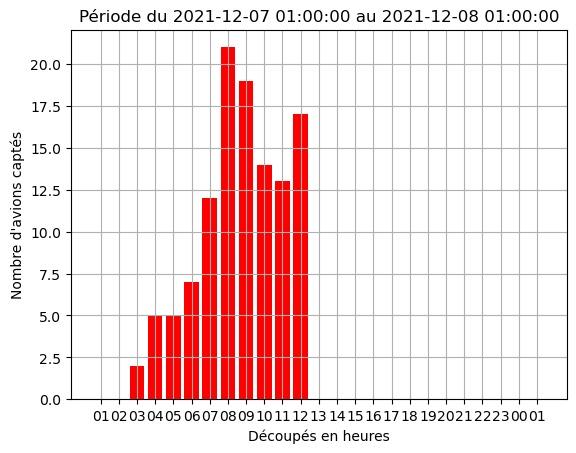 Période du 2021-12-07 01:00:00 au 2021-12-08 01:00:00
Nombre d'avions captés
20.0
17.5
15.0
12.5
10.0
7.5
5.0
2.5
0.0
01 02 03 04 05 06 07 08 09 10 11 12 13 14 15 16 17 18 19 20 21 22 23 00 01
Découpés en heures